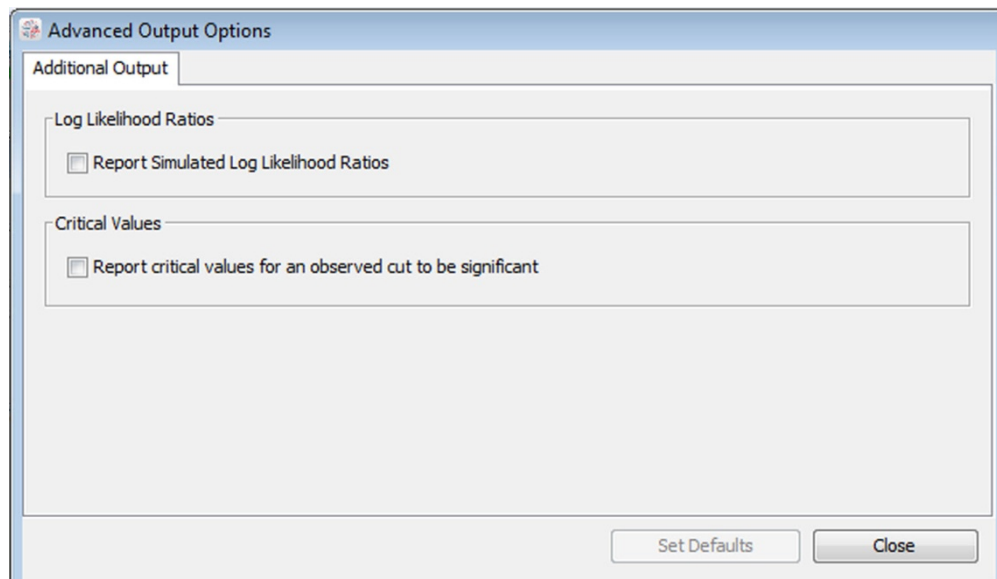 Advanced Output Options
Additional Output
Log Likelihood Ratios
Report Simulated Log Likelihood Ratios
Critical Values
Report critical values for an observed cut to be significant
Set Defaults
Close